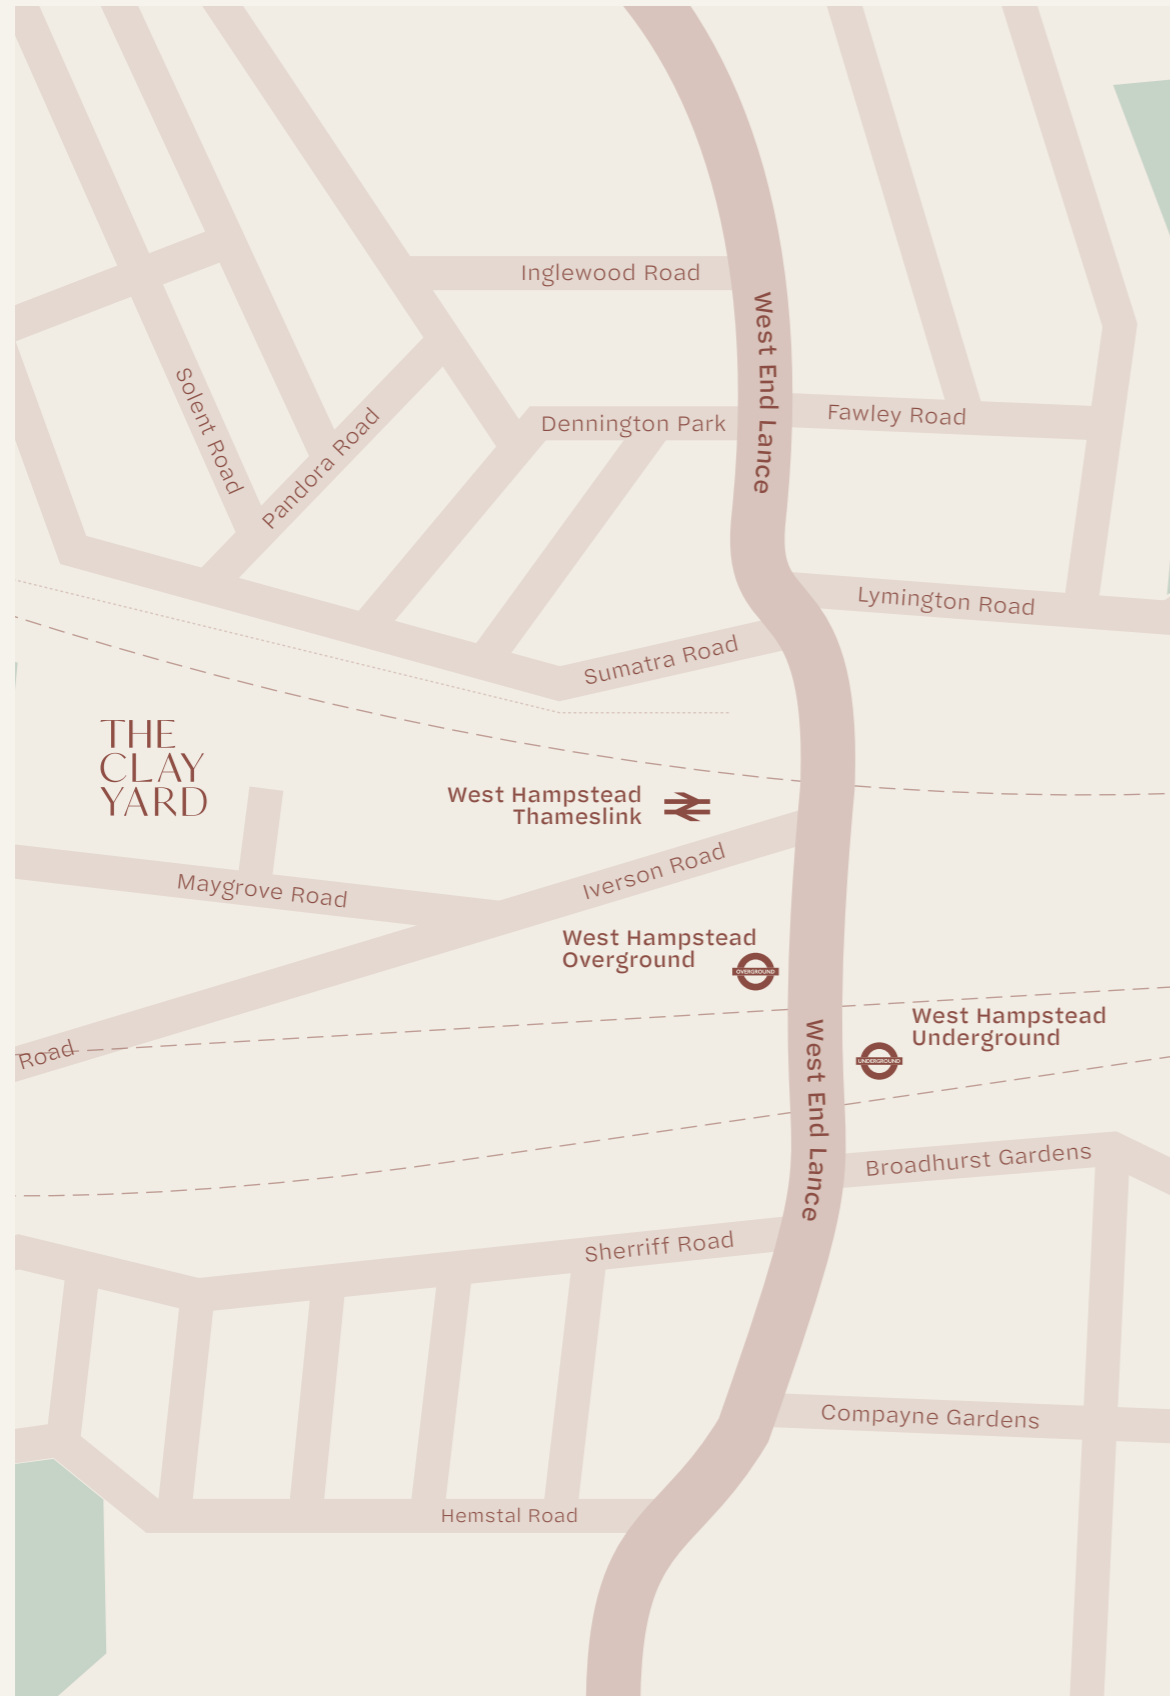 Inglewood Road
West End Lance
Solent Road
Pandora Road
Dennington Park
Fawley Road
Lymington Road
Sumatra Road
THE
CLAY
YARD
West Hampstead
Thameslink
Maygrove Road
Iverson Road
West Hampstead
Overground
OVERGROUND
West Hampstead
Underground
UNDERGROUND
Road
West End Lance
Broadhurst Gardens
Sherriff Road
Compayne Gardens
Hemstal Road